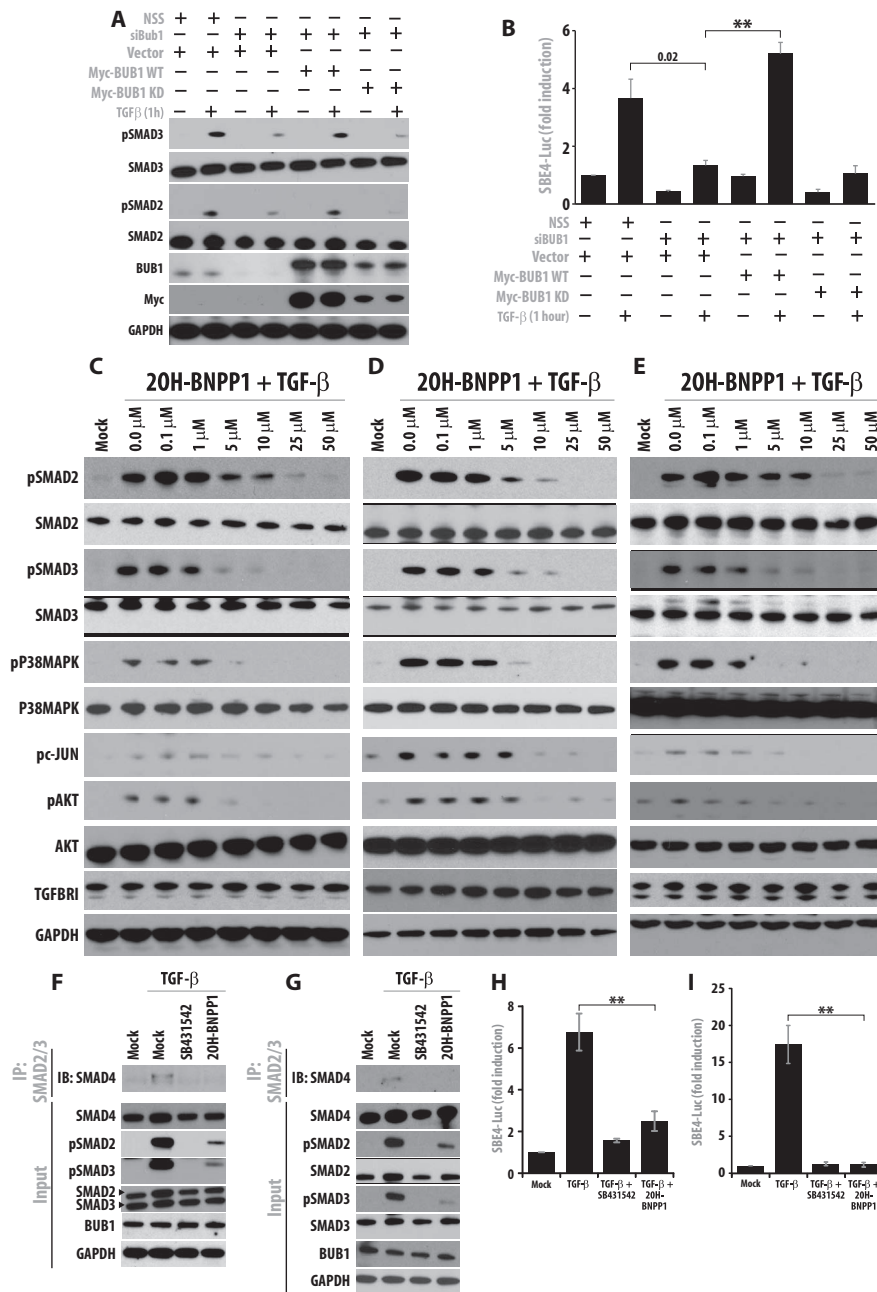 A
NSS + + – – – – – –
siBub1 – – + + + + + +
Vector + + + + – – – –
Myc-BUB1 WT – – – – + + – –
Myc-BUB1 KD – – – – – – + +
TGFβ (1h) – + – + – + – +
pSMAD3
SMAD3
pSMAD2
SMAD2
BUB1
Myc
GAPDH
B
SBE4-Luc (fold induction)
8
6
4
2
0
0.02
**
NSS + + – – – – – –
siBUB1 – – + + + + + +
Vector + + + + – – – –
Myc-BUB1 WT – – – – + + – –
Myc-BUB1 KD – – – – – – + +
TGF-β (1 hour) – + – + – + – +
C
20H-BNPP1 + TGF-β
Mock 0.0 μM 0.1 μM 1 μM 5 μM 10 μM 25 μM 50 μM
D
20H-BNPP1 + TGF-β
Mock 0.0 μM 0.1 μM 1 μM 5 μM 10 μM 25 μM 50 μM
E
20H-BNPP1 + TGF-β
Mock 0.0 μM 0.1 μM 1 μM 5 μM 10 μM 25 μM 50 μM
pSMAD2
SMAD2
pSMAD3
SMAD3
pP38MAPK
P38MAPK
pc-JUN
pAKT
AKT
TGFBRI
GAPDH
F
TGF-β
Mock Mock SB431542 20H-BNPP1
IP: SMAD2/3
IB: SMAD4
Input
SMAD4
pSMAD2
pSMAD3
SMAD2
SMAD3
BUB1
GAPDH
G
TGF-β
Mock Mock SB431542 20H-BNPP1
IP: SMAD2/3
IB: SMAD4
Input
SMAD4
pSMAD2
SMAD2
pSMAD3
SMAD3
BUB1
GAPDH
H
SBE4-Luc (fold induction)
8
6
4
2
0
**
Mock
TGF-β
TGF-β + SB431542
TGF-β + 20H-BNPP1
I
SBE4-Luc (fold induction)
25
20
15
10
5
0
**
Mock
TGF-β
TGF-β + SB431542
TGF-β + 20H-BNPP1